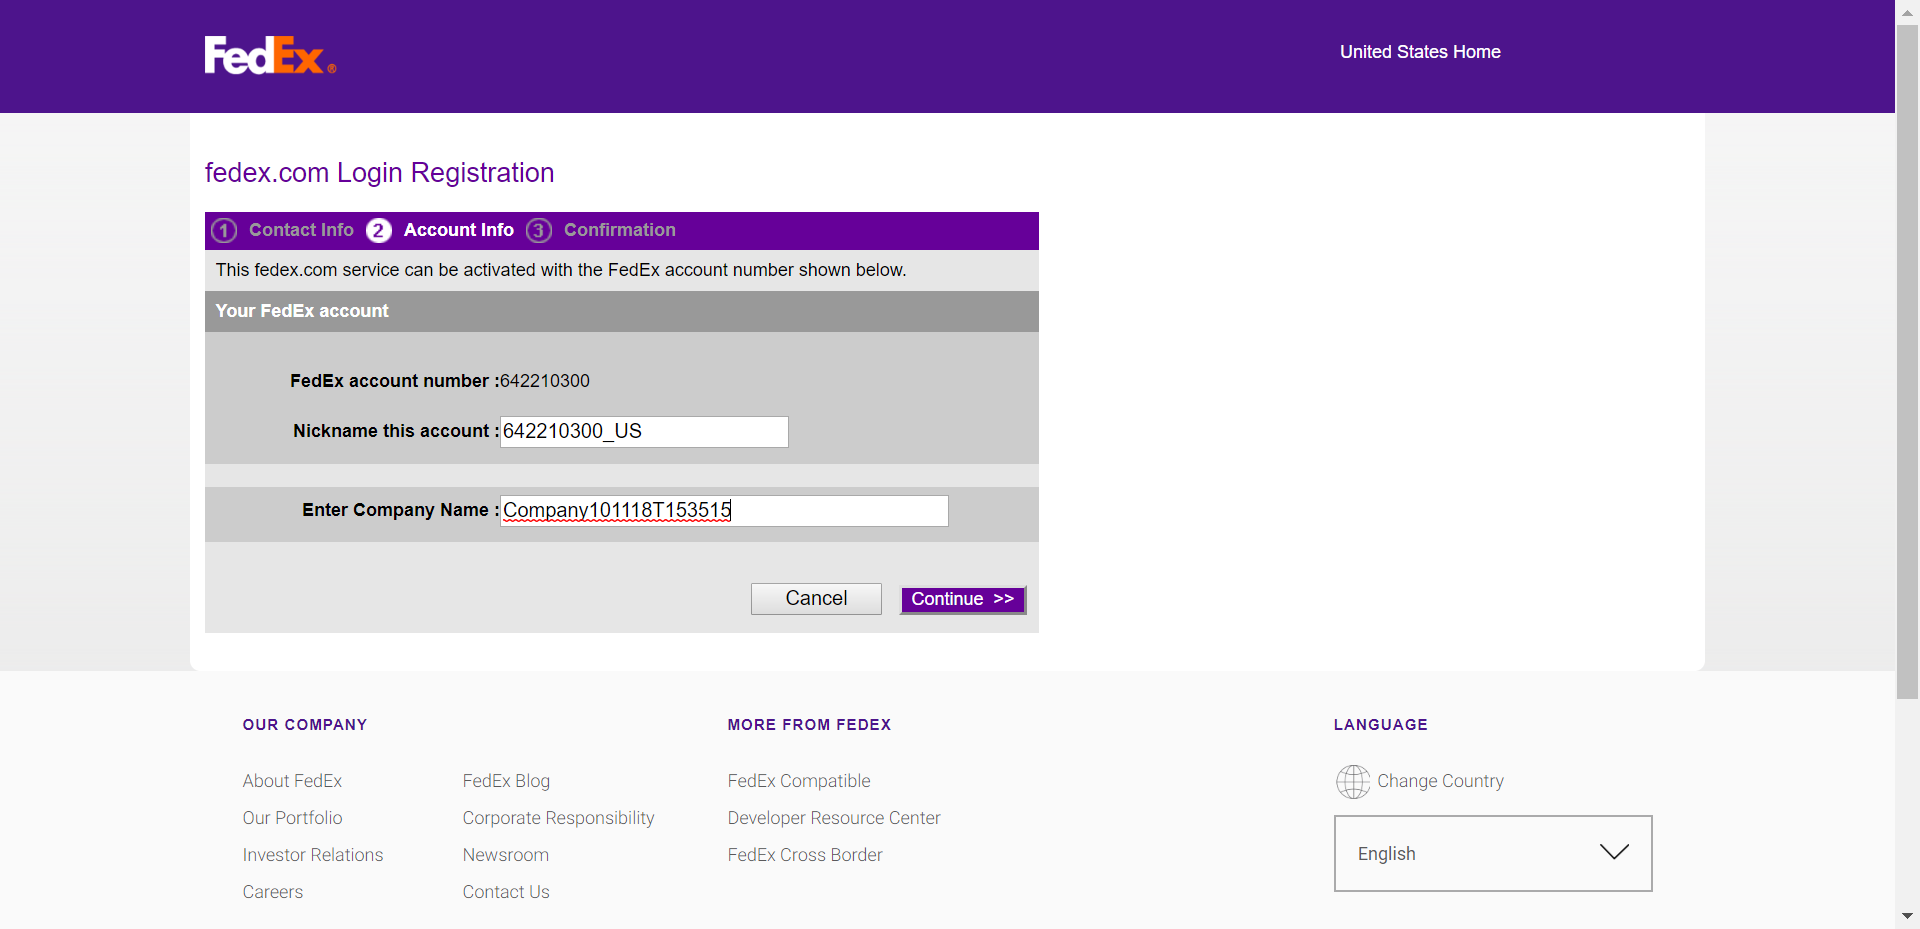 FedEx®
United States Home
fedex.com Login Registration
1 Contact Info 2 Account Info 3 Confirmation
This fedex.com service can be activated with the FedEx account number shown below.
Your FedEx account
FedEx account number :642210300
Nickname this account : 642210300_US
Enter Company Name : Company101118T153515
Cancel Continue >>
OUR COMPANY
About FedEx
Our Portfolio
Investor Relations
Careers
FedEx Blog
Corporate Responsibility
Newsroom
Contact Us
MORE FROM FEDEX
FedEx Compatible
Developer Resource Center
FedEx Cross Border
LANGUAGE
Change Country
English